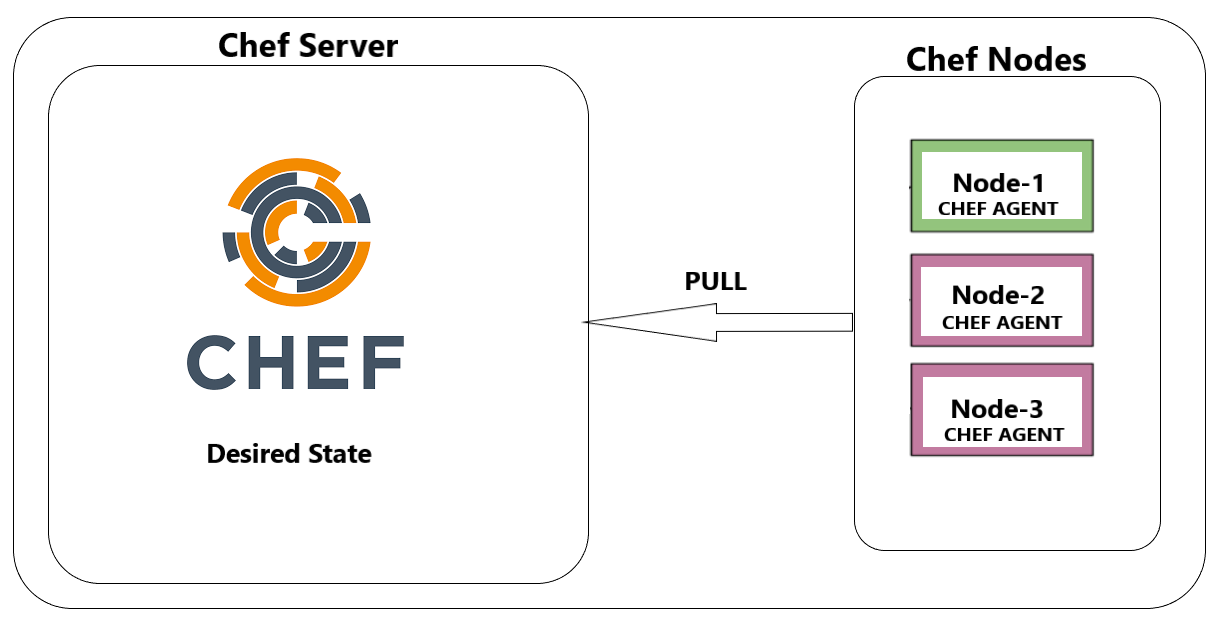 Chef Server
Chef Nodes
CHEF
Desired State
PULL
Node-1
CHEF AGENT
Node-2
CHEF AGENT
Node-3
CHEF AGENT